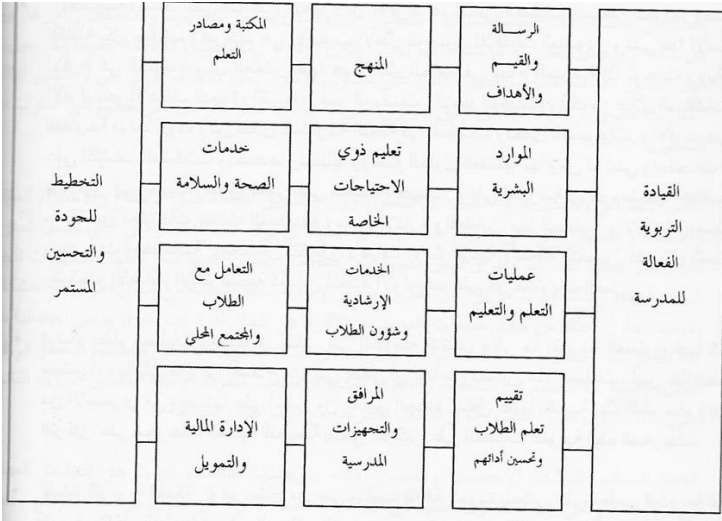 القيادة
التربوية
الفعالة
للمدرسة
الرسالة
والقيم
والأهداف
المنهج
المكتبة ومصادر
التعلم
الموارد
البشرية
تعليم ذوي
الاحتياجات
الخاصة
خدمات
الصحة والسلامة
عمليات
التعلم والتعليم
الخدمات
الإرشادية
وشؤون الطلاب
التعامل مع
الطلاب
والمجتمع المحلي
تقييم
تعلم الطلاب
وتحسين أدائهم
المرافق
والتجهيزات
المدرسية
الإدارة المالية
والتمويل
التخطيط
للجودة
والتحسين
المستمر